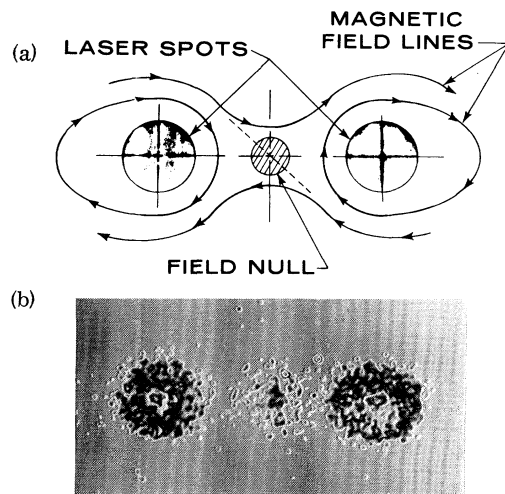 (a)
LASER SPOTS
MAGNETIC
FIELD LINES
FIELD NULL
(b)